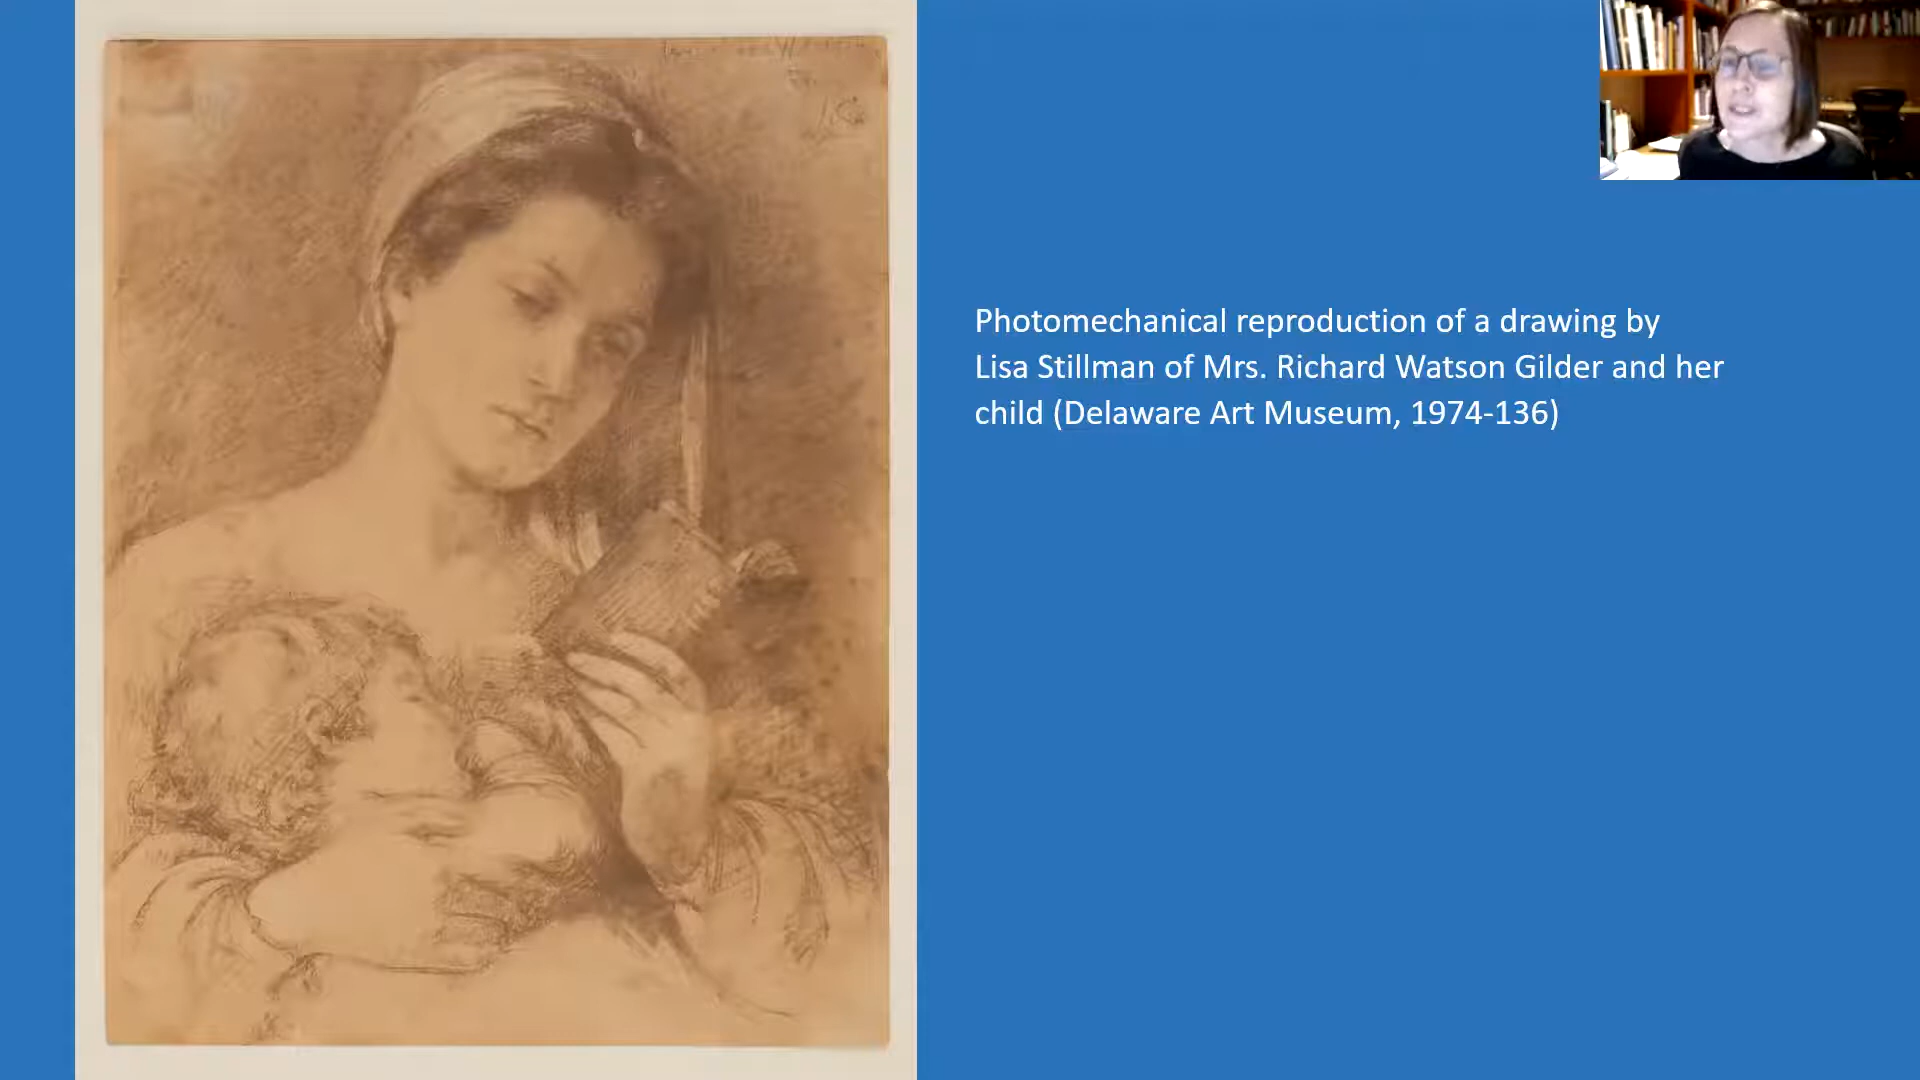 Photomechanical reproduction of a drawing by
Lisa Stillman of Mrs. Richard Watson Gilder and her
child (Delaware Art Museum, 1974-136)